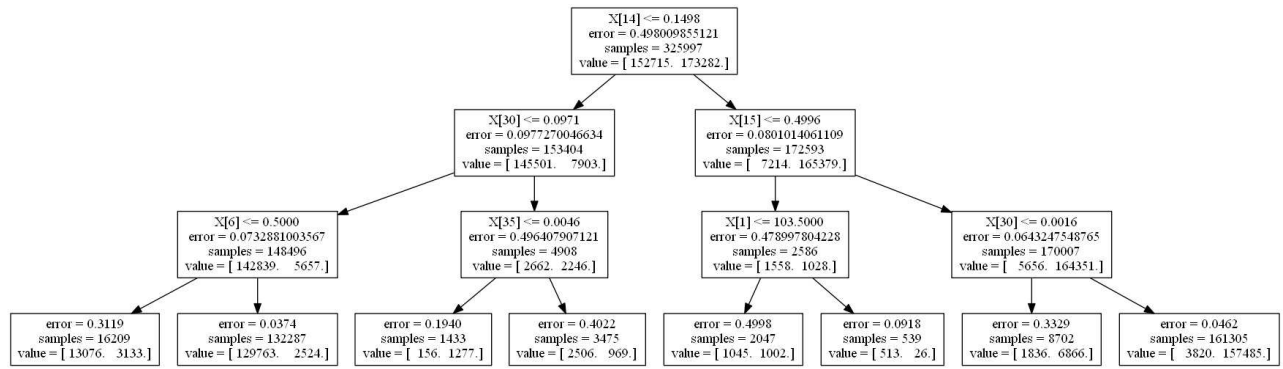 X[14] <= 0.1498
error = 0.498009855121
samples = 325997
value = [ 152715.  173282.]
X[30] <= 0.0971
error = 0.0977270046634
samples = 153404
value = [ 145501.    7903.]
X[15] <= 0.4996
error = 0.0801014061109
samples = 172593
value = [   7214.  165379.]
X[6] <= 0.5000
error = 0.0732881003567
samples = 148496
value = [ 142839.    5657.]
X[35] <= 0.0046
error = 0.496407907121
samples = 4908
value = [ 2662.  2246.]
X[1] <= 103.5000
error = 0.478997804228
samples = 2586
value = [ 1558.  1028.]
X[30] <= 0.0016
error = 0.0643247548765
samples = 170007
value = [   5656.  164351.]
error = 0.3119
samples = 16209
value = [ 13076.   3133.]
error = 0.0374
samples = 132287
value = [ 129763.    2524.]
error = 0.1940
samples = 1433
value = [  156.  1277.]
error = 0.4022
samples = 3475
value = [ 2506.   969.]
error = 0.4998
samples = 2047
value = [ 1045.  1002.]
error = 0.0918
samples = 539
value = [ 513.   26.]
error = 0.3329
samples = 8702
value = [ 1836.  6866.]
error = 0.0462
samples = 161305
value = [   3820.  157485.]